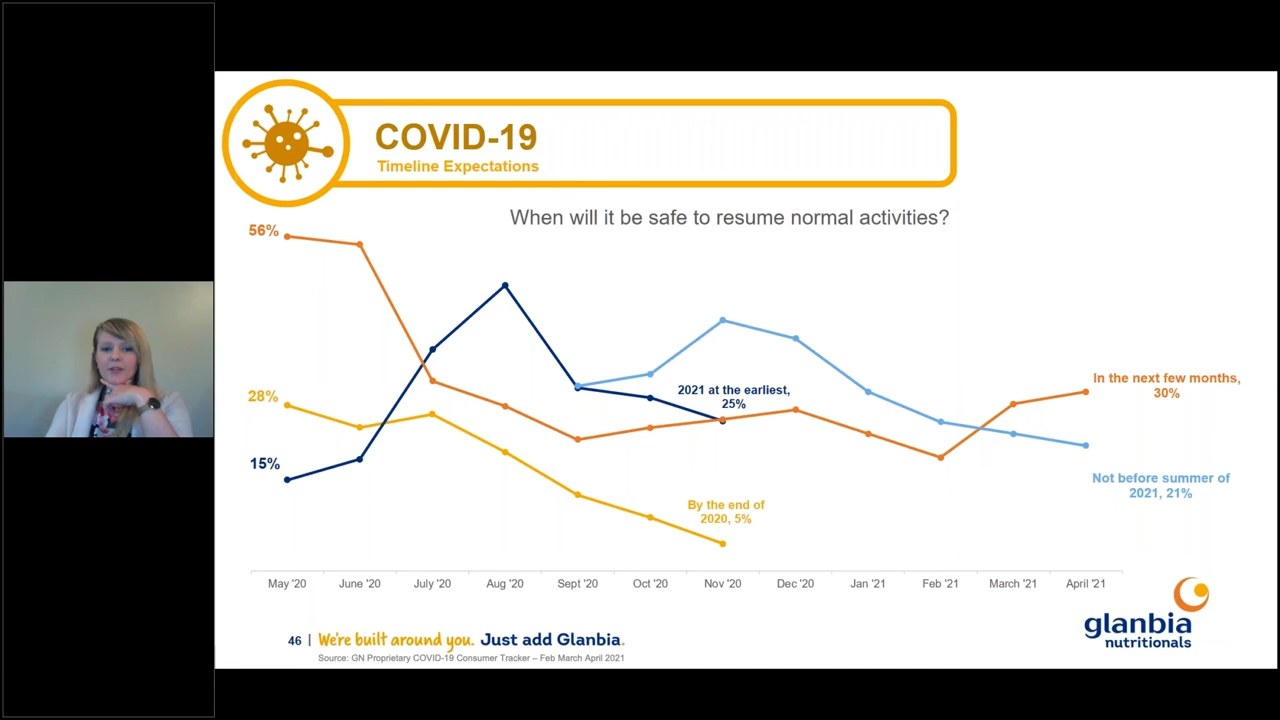 COVID-19
Timeline Expectations
When will it be safe to resume normal activities?
56%
28%
15%
2021 at the earliest,
25%
By the end of
2020, 5%
In the next few months,
30%
Not before summer of
2021, 21%
May '20 June '20 July '20 Aug '20 Sept '20 Oct '20 Nov '20 Dec '20 Jan '21 Feb '21 March '21 April '21
46 | We're built around you. Just add Glanbia.
Source: GN Proprietary COVID-19 Consumer Tracker – Feb March April 2021
glanbia
nutritionals